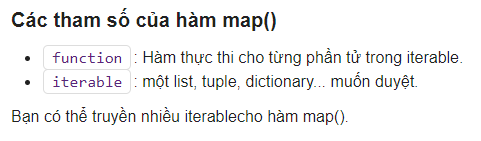 Các tham số của hàm map()
• function : Hàm thực thi cho từng phần tử trong iterable.
• iterable : một list, tuple, dictionary... muốn duyệt.
Bạn có thể truyền nhiều iterablecho hàm map().